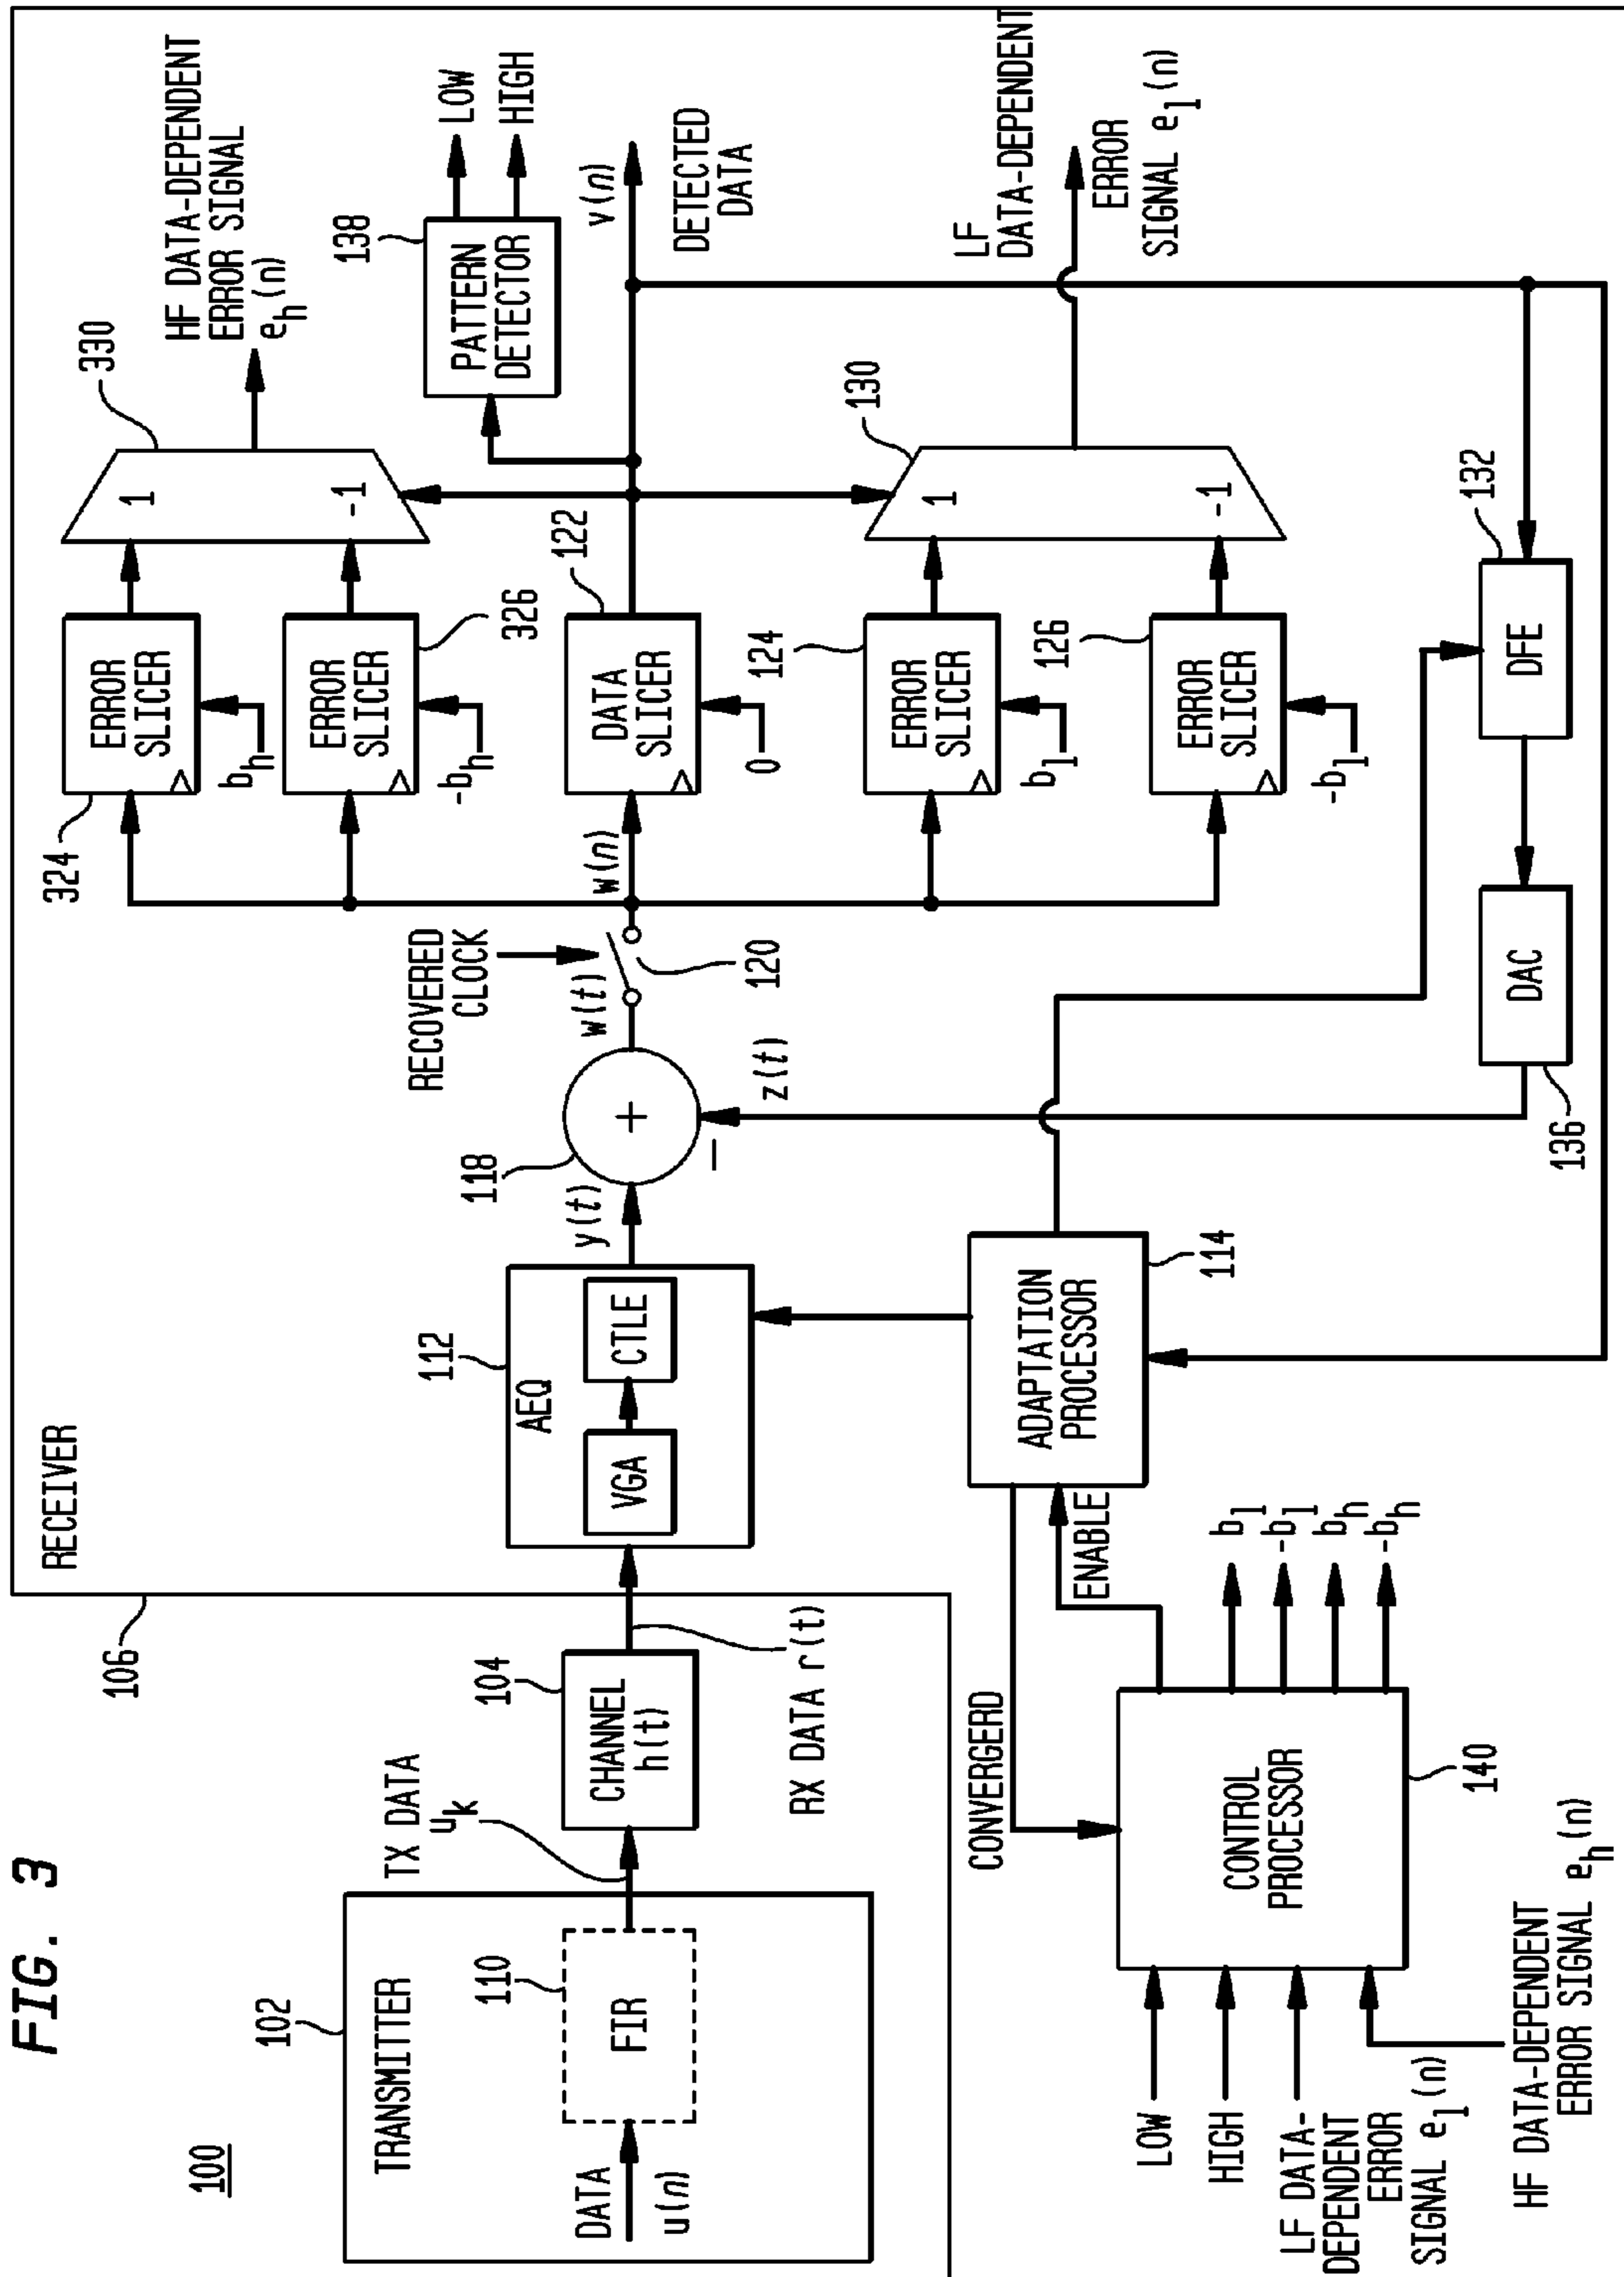 FIG. 3
100
102
TRANSMITTER
DATA
u(n)
110
FIR
TX DATA
u_k
104
CHANNEL
h(t)
RX DATA r(t)
106
RECEIVER
112
AEQ
VGA
CTLE
y(t)
118
+
−
z(t)
w(t)
RECOVERED
CLOCK
120
w(n)
324
ERROR
SLICER
b_h
326
ERROR
SLICER
-b_h
122
DATA
SLICER
0
124
ERROR
SLICER
b_l
126
ERROR
SLICER
-b_l
330
1
-1
HF DATA-DEPENDENT
ERROR SIGNAL
e_h(n)
138
PATTERN
DETECTOR
LOW
HIGH
v(n)
DETECTED
DATA
130
1
-1
LF
DATA-DEPENDENT
ERROR
SIGNAL e_l(n)
132
DFE
DAC
136
114
ADAPTATION
PROCESSOR
CONVERGERD
ENABLE
140
CONTROL
PROCESSOR
b_l
-b_l
b_h
-b_h
LOW
HIGH
LF DATA-
DEPENDENT
ERROR
SIGNAL e_l(n)
HF DATA-DEPENDENT
ERROR SIGNAL e_h(n)